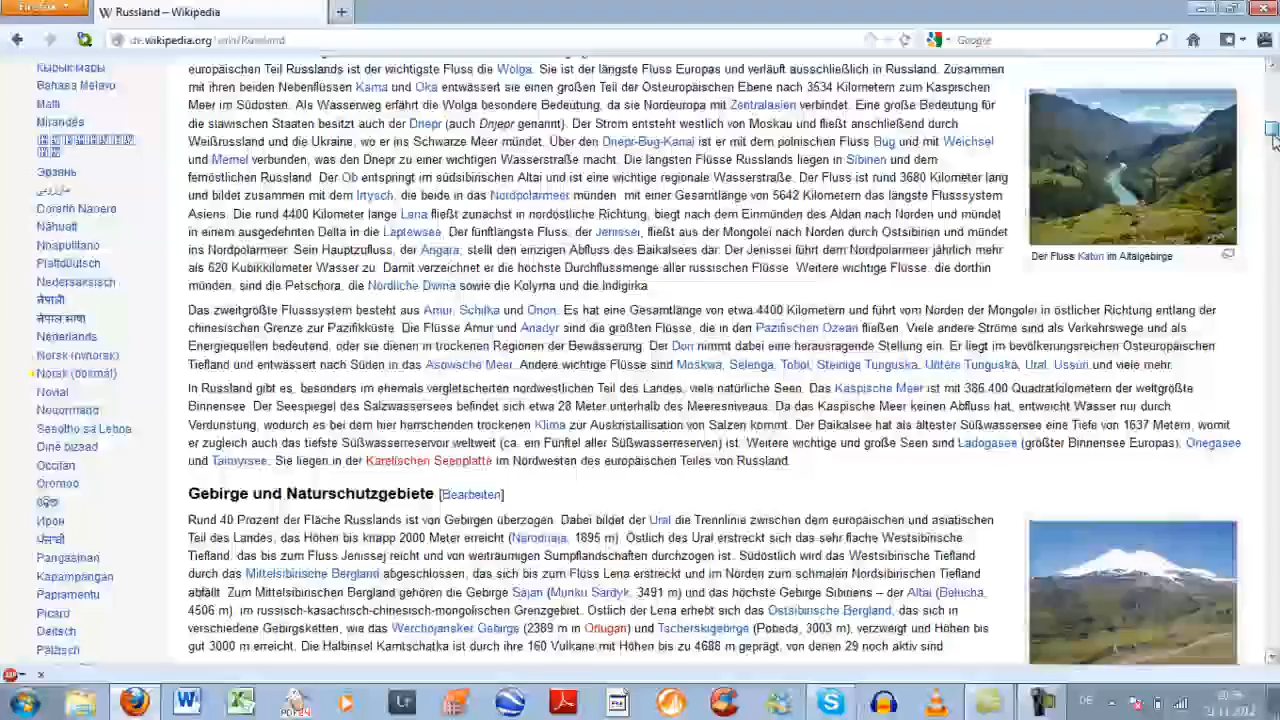 Firefox
Russland – Wikipedia
de.wikipedia.org/wiki/Russland
Google
Кырык мары
Bahasa Melayu
Malti
Mirandés
Эрзянь
مازِرونی
Dorerin Naoero
Nāhuatl
Nnapulitano
Plattdüütsch
Nedersaksisch
नेपाली
नेपाल भाषा
Nederlands
Norsk (nynorsk)
Norsk (bokmål)
Novial
Nouormand
Sesotho sa Leboa
Diné bizaad
Occitan
Oromoo
ଓଡ଼ିଆ
Ирон
ਪੰਜਾਬੀ
Pangasinan
Kapampangan
Papiamentu
Picard
Deitsch
Pälzisch
europäischen Teil Russlands ist der wichtigste Fluss die Wolga. Sie ist der längste Fluss Europas und verläuft ausschließlich in Russland. Zusammen
mit ihren beiden Nebenflüssen Kama und Oka entwässert sie einen großen Teil der Osteuropäischen Ebene nach 3534 Kilometern zum Kaspischen
Meer im Südosten. Als Wasserweg erfährt die Wolga besondere Bedeutung, da sie Nordeuropa mit Zentralasien verbindet. Eine große Bedeutung für
die slawischen Staaten besitzt auch der Dnepr (auch Dnjepr genannt). Der Strom entsteht westlich von Moskau und fließt anschließend durch
Weißrussland und die Ukraine, wo er ins Schwarze Meer mündet. Über den Dnepr-Bug-Kanal ist er mit dem polnischen Fluss Bug und mit Weichsel
und Memel verbunden, was den Dnepr zu einer wichtigen Wasserstraße macht. Die längsten Flüsse Russlands liegen in Sibirien und dem
fernöstlichen Russland. Der Ob entspringt im südsibirischen Altai und ist eine wichtige regionale Wasserstraße. Der Fluss ist rund 3680 Kilometer lang
und bildet zusammen mit dem Irtysch, die beide in das Nordpolarmeer münden mit einer Gesamtlänge von 5642 Kilometern das längste Flusssystem
Asiens. Die rund 4400 Kilometer lange Lena fließt zunächst in nordöstliche Richtung, biegt nach dem Einmünden des Aldan nach Norden und mündet
in einem ausgedehnten Delta in die Laptewsee. Der fünftlängste Fluss, der Jenissei, fließt aus der Mongolei nach Norden durch Ostsibirien und mündet
ins Nordpolarmeer. Sein Hauptzufluss, der Angara, stellt den einzigen Abfluss des Baikalsees dar. Der Jenissei führt dem Nordpolarmeer jährlich mehr
als 620 Kubikkilometer Wasser zu. Damit verzeichnet er die höchste Durchflussmenge aller russischen Flüsse. Weitere wichtige Flüsse, die dorthin
münden, sind die Petschora, die Nördliche Dwina sowie die Kolyma und die Indigirka.
Der Fluss Katun im Altaigebirge
Das zweitgrößte Flusssystem besteht aus Amur, Schilka und Onon. Es hat eine Gesamtlänge von etwa 4400 Kilometern und führt vom Norden der Mongolei in östlicher Richtung entlang der
chinesischen Grenze zur Pazifikküste. Die Flüsse Amur und Anadyr sind die größten Flüsse, die in den Pazifischen Ozean fließen. Viele andere Ströme sind als Verkehrswege und als
Energiequellen bedeutend, oder sie dienen in trockenen Regionen der Bewässerung. Der Don nimmt dabei eine herausragende Stellung ein. Er liegt im bevölkerungsreichen Osteuropäischen
Tiefland und entwässert nach Süden in das Asowsche Meer. Andere wichtige Flüsse sind Moskwa, Selenga, Tobol, Steinige Tunguska, Untere Tunguska, Ural, Ussuri und viele mehr.
In Russland gibt es, besonders im ehemals vergletscherten nordwestlichen Teil des Landes, viele natürliche Seen. Das Kaspische Meer ist mit 386.400 Quadratkilometern der weltgrößte
Binnensee. Der Seespiegel des Salzwassersees befindet sich etwa 28 Meter unterhalb des Meeresniveaus. Da das Kaspische Meer keinen Abfluss hat, entweicht Wasser nur durch
Verdunstung, wodurch es bei dem hier herrschenden trockenen Klima zur Auskristallisation von Salzen kommt. Der Baikalsee hat als ältester Süßwassersee eine Tiefe von 1637 Metern, womit
er zugleich auch das tiefste Süßwasserreservoir weltweit (ca. ein Fünftel aller Süßwasserreserven) ist. Weitere wichtige und große Seen sind Ladogasee (größter Binnensee Europas), Onegasee
und Taimyrsee. Sie liegen in der Karelischen Seenplatte im Nordwesten des europäischen Teiles von Russland.
Gebirge und Naturschutzgebiete [Bearbeiten]
Rund 40 Prozent der Fläche Russlands ist von Gebirgen überzogen. Dabei bildet der Ural die Trennlinie zwischen dem europäischen und asiatischen
Teil des Landes, das Höhen bis knapp 2000 Meter erreicht (Narodnaja, 1895 m). Östlich des Ural erstreckt sich das sehr flache Westsibirische
Tiefland, das bis zum Fluss Jenissej reicht und von weiträumigen Sumpflandschaften durchzogen ist. Südöstlich wird das Westsibirische Tiefland
durch das Mittelsibirische Bergland abgeschlossen, das sich bis zum Fluss Lena erstreckt und im Norden zum schmalen Nordsibirischen Tiefland
abfällt. Zum Mittelsibirischen Bergland gehören die Gebirge Sajan (Munku Sardyk, 3491 m) und das höchste Gebirge Sibiriens – der Altai (Belucha,
4506 m) im russisch-kasachisch-chinesisch-mongolischen Grenzgebiet. Östlich der Lena erhebt sich das Ostsibirische Bergland, das sich in
verschiedene Gebirgsketten, wie das Werchojansker Gebirge (2389 m in Orlugan) und Tscherskigebirge (Pobeda, 3003 m), verzweigt und Höhen bis
gut 3000 m erreicht. Die Halbinsel Kamtschatka ist durch ihre 160 Vulkane mit Höhen bis zu 4688 m geprägt, von denen 29 noch aktiv sind
ABP
DE